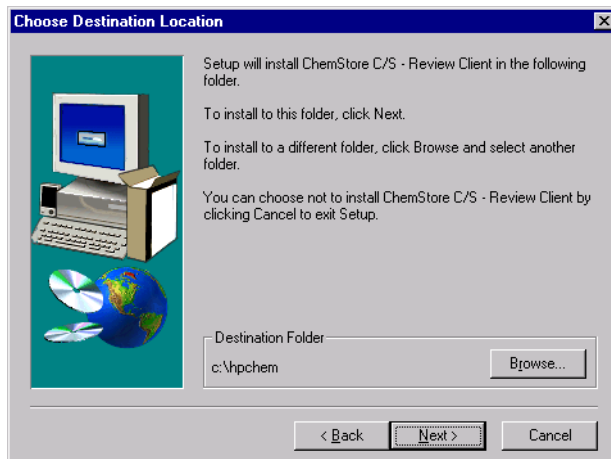 Choose Destination Location
Setup will install ChemStore C/S - Review Client in the following
folder.
To install to this folder, click Next.
To install to a different folder, click Browse and select another
folder.
You can choose not to install ChemStore C/S - Review Client by
clicking Cancel to exit Setup.
Destination Folder
c:\hpchem
Browse...
< Back
Next >
Cancel